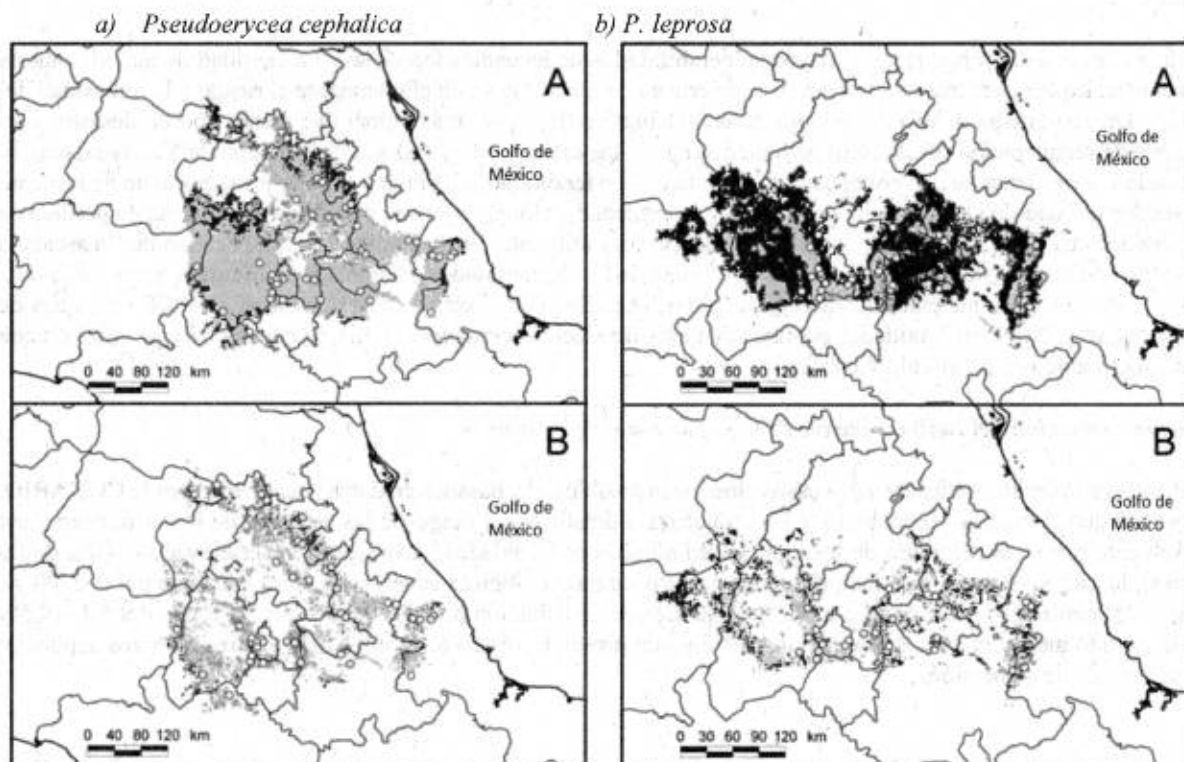 a) Pseudoerycea cephalica
b) P. leprosa
A
Golfo de
México
0 40 80 120 km
A
Golfo de
México
km
0 30 60 90 120
B
Golfo de
México
0 40 80 120 km
B
Golfo de
México
km
0 30 60 90 120